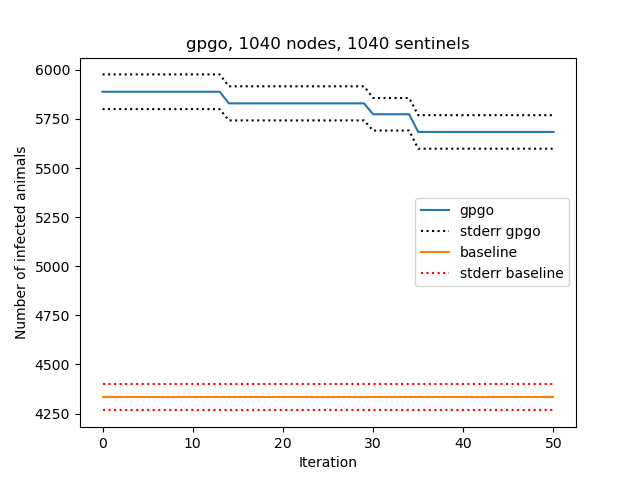 gpgo, 1040 nodes, 1040 sentinels
Number of infected animals
6000
5750
5500
5250
5000
4750
4500
4250
gpgo
stderr gpgo
baseline
stderr baseline
0 10 20 30 40 50
Iteration